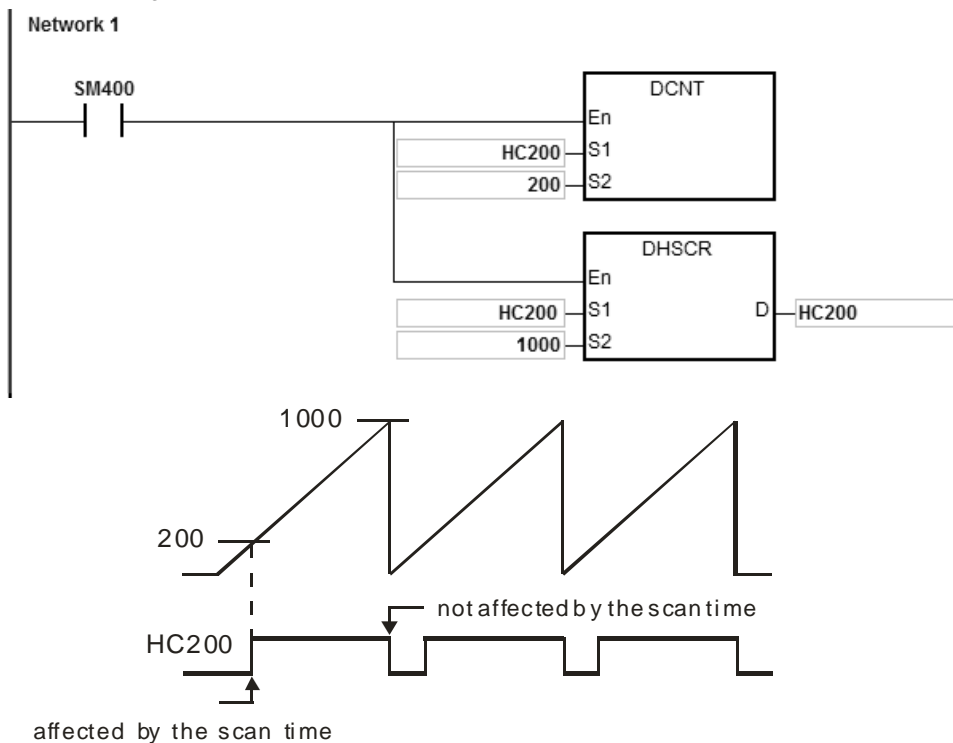 Network 1
SM400
DCNT
En
HC200 S1
200 S2
DHSCR
En
HC200 S1 D HC200
1000 S2
1000
200
not affected by the scan time
HC200
affected by the scan time